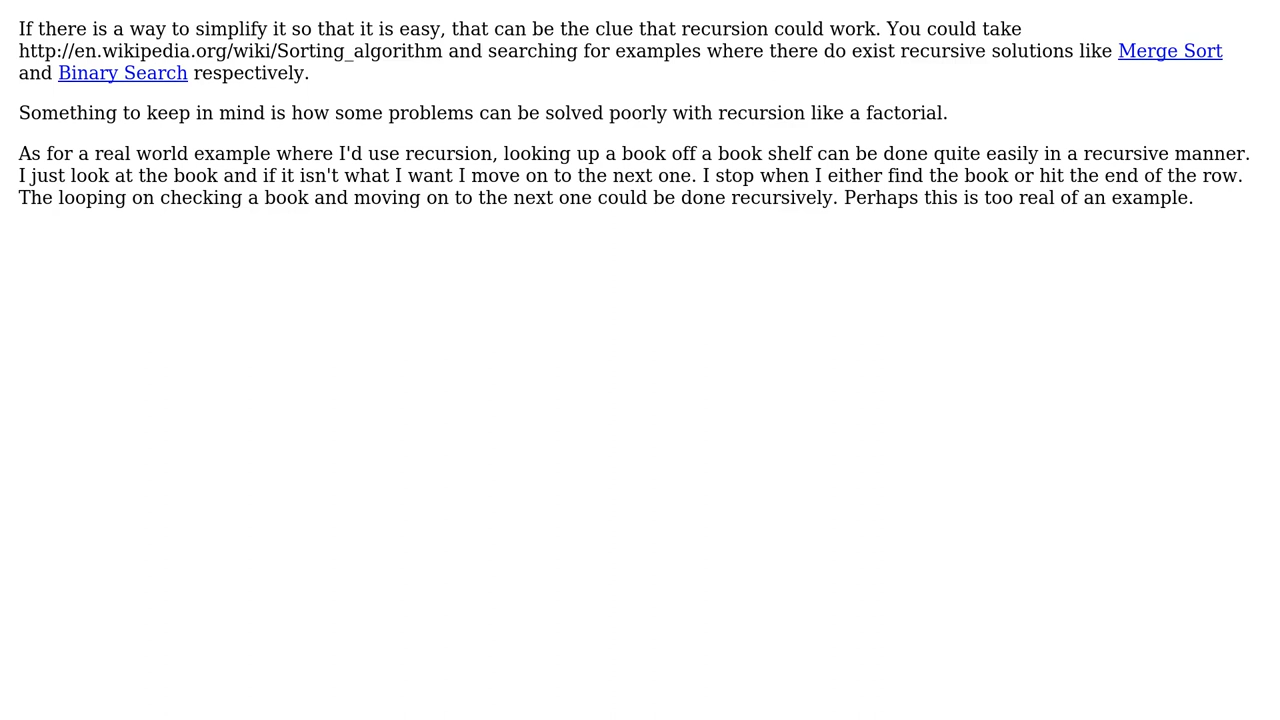 If there is a way to simplify it so that it is easy, that can be the clue that recursion could work. You could take
http://en.wikipedia.org/wiki/Sorting_algorithm and searching for examples where there do exist recursive solutions like Merge Sort
and Binary Search respectively.
Something to keep in mind is how some problems can be solved poorly with recursion like a factorial.
As for a real world example where I'd use recursion, looking up a book off a book shelf can be done quite easily in a recursive manner.
I just look at the book and if it isn't what I want I move on to the next one. I stop when I either find the book or hit the end of the row.
The looping on checking a book and moving on to the next one could be done recursively. Perhaps this is too real of an example.